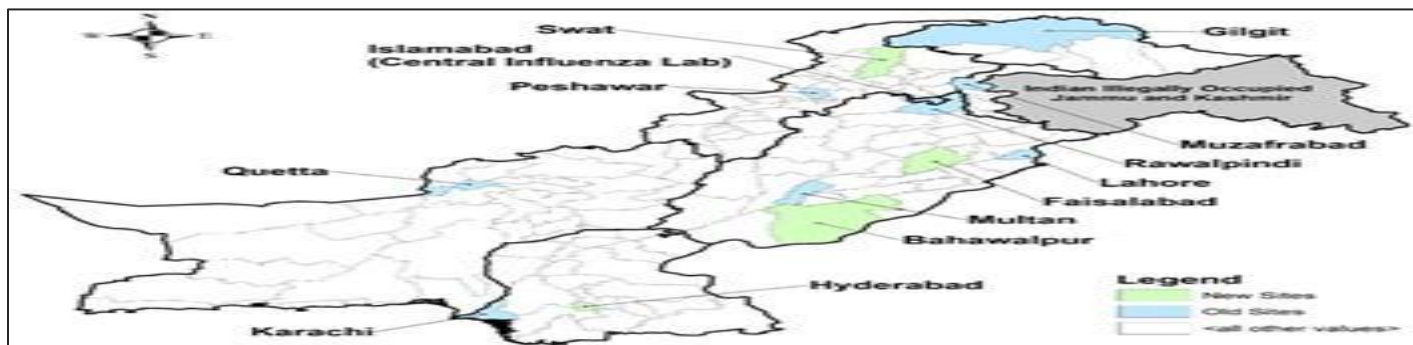 N
W E
S
Swat
Gilgit
Islamabad
(Central Influenza Lab)
Peshawar
Indian Illegally Occupied
Jammu and Kashmir
Muzafrabad
Rawalpindi
Quetta
Lahore
Faisalabad
Multan
Bahawalpur
Hyderabad
Karachi
Legend
New Sites
Old Sites
<all other values>